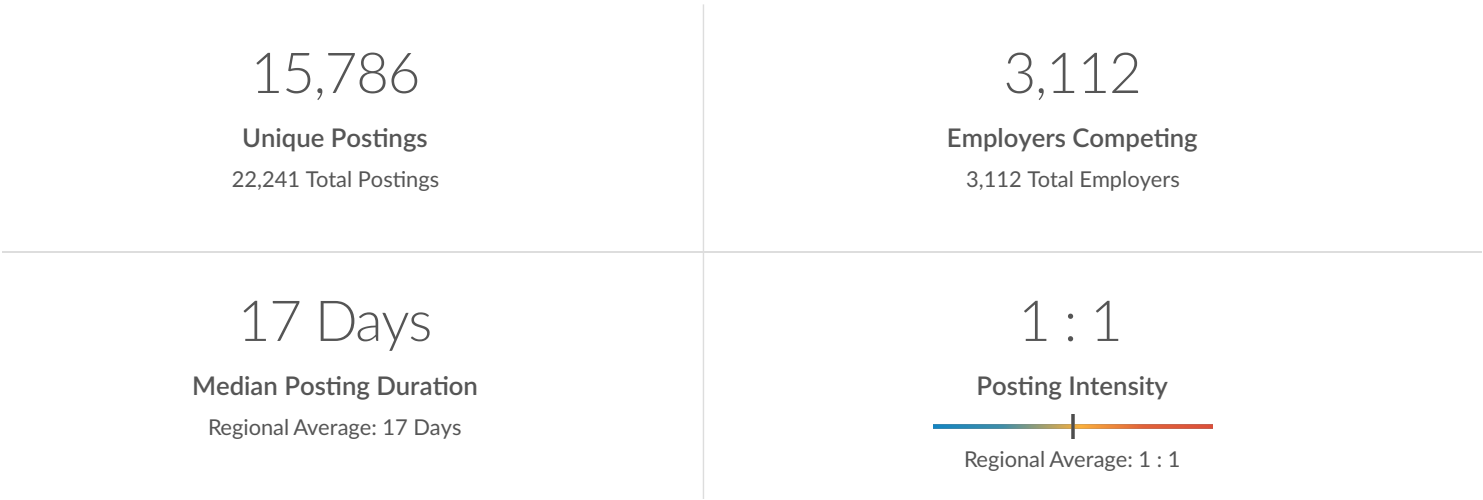 15,786
Unique Postings
22,241 Total Postings
3,112
Employers Competing
3,112 Total Employers
17 Days
Median Posting Duration
Regional Average: 17 Days
1 : 1
Posting Intensity
Regional Average: 1 : 1